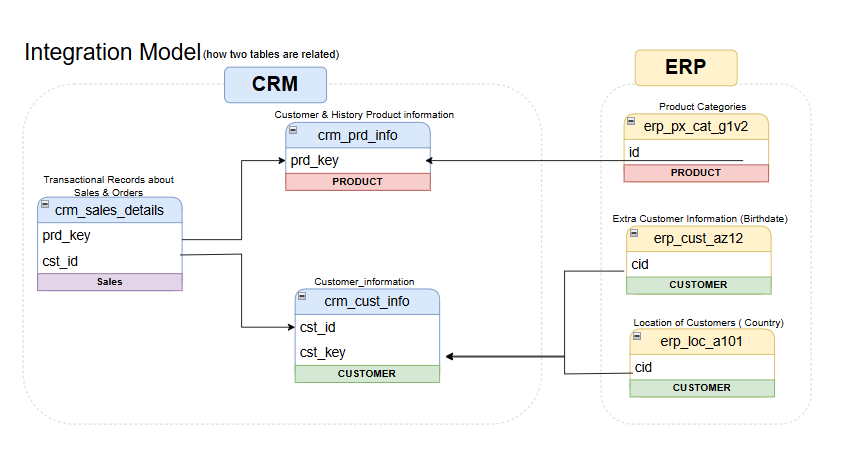 Integration Model (how two tables are related)
CRM
ERP
Customer & History Product information
crm_prd_info
prd_key
PRODUCT
Transactional Records about
Sales & Orders
crm_sales_details
prd_key
cst_id
Sales
Customer_information
crm_cust_info
cst_id
cst_key
CUSTOMER
Product Categories
erp_px_cat_g1v2
id
PRODUCT
Extra Customer Information (Birthdate)
erp_cust_az12
cid
CUSTOMER
Location of Customers ( Country)
erp_loc_a101
cid
CUSTOMER